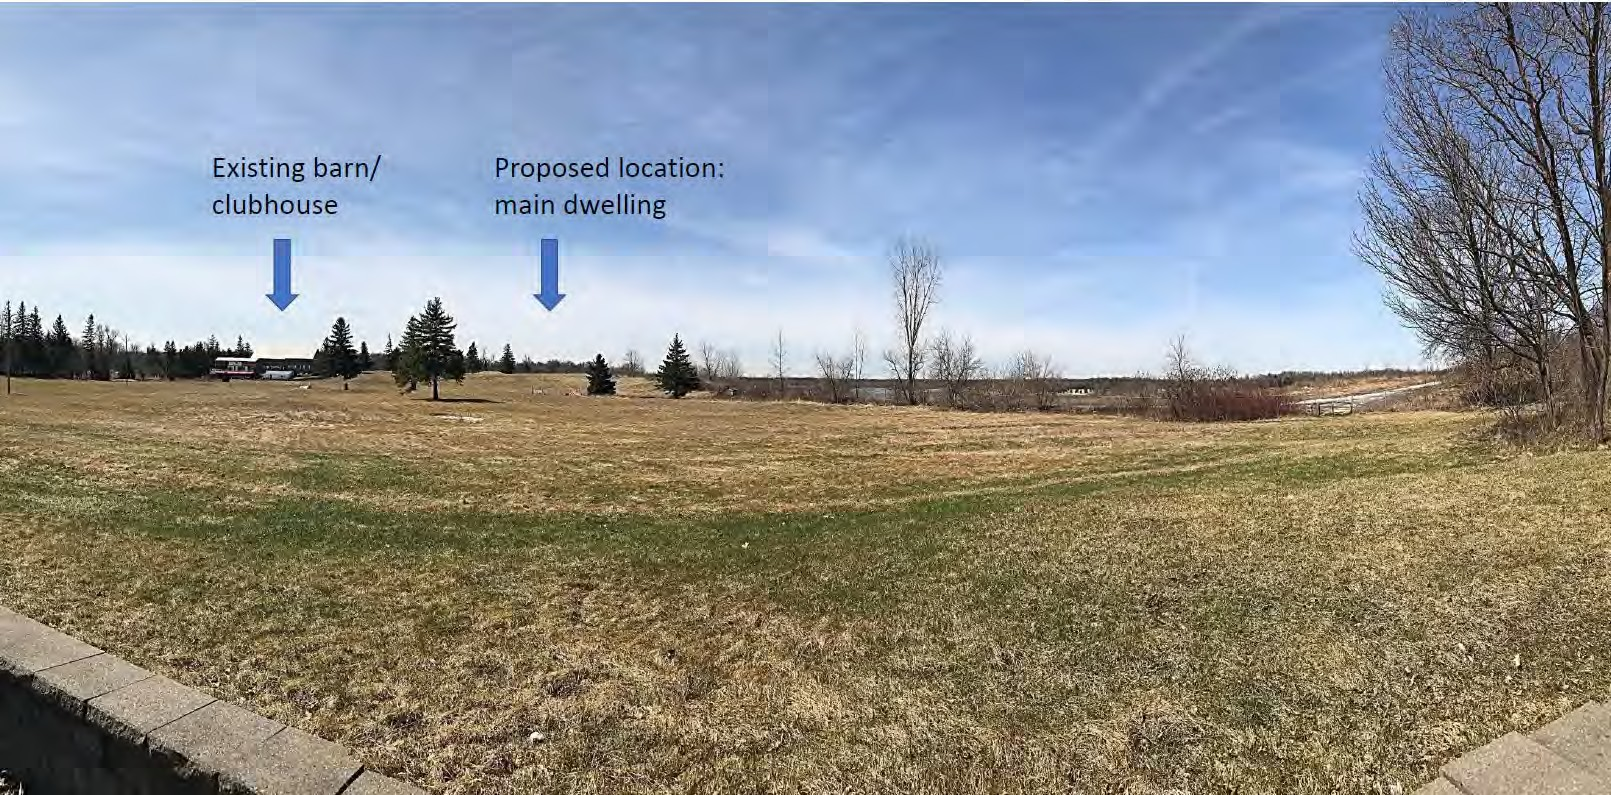 Existing barn/
clubhouse
Proposed location:
main dwelling